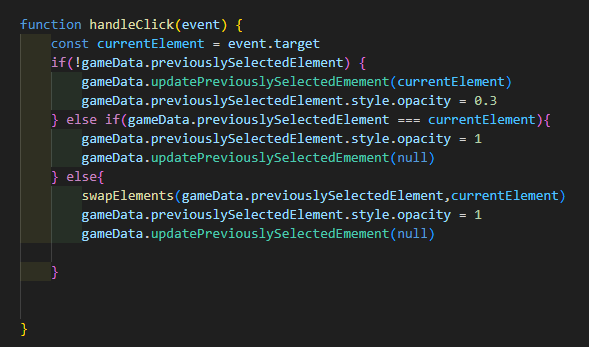 function handleClick(event) {
const currentElement = event.target
if(!gameData.previouslySelectedElement) {
gameData.updatePreviouslySelectedEmement(currentElement)
gameData.previouslySelectedElement.style.opacity = 0.3
} else if(gameData.previouslySelectedElement === currentElement){
gameData.previouslySelectedElement.style.opacity = 1
gameData.updatePreviouslySelectedEmement(null)
} else{
swapElements(gameData.previouslySelectedElement,currentElement)
gameData.previouslySelectedElement.style.opacity = 1
gameData.updatePreviouslySelectedEmement(null)
}
}